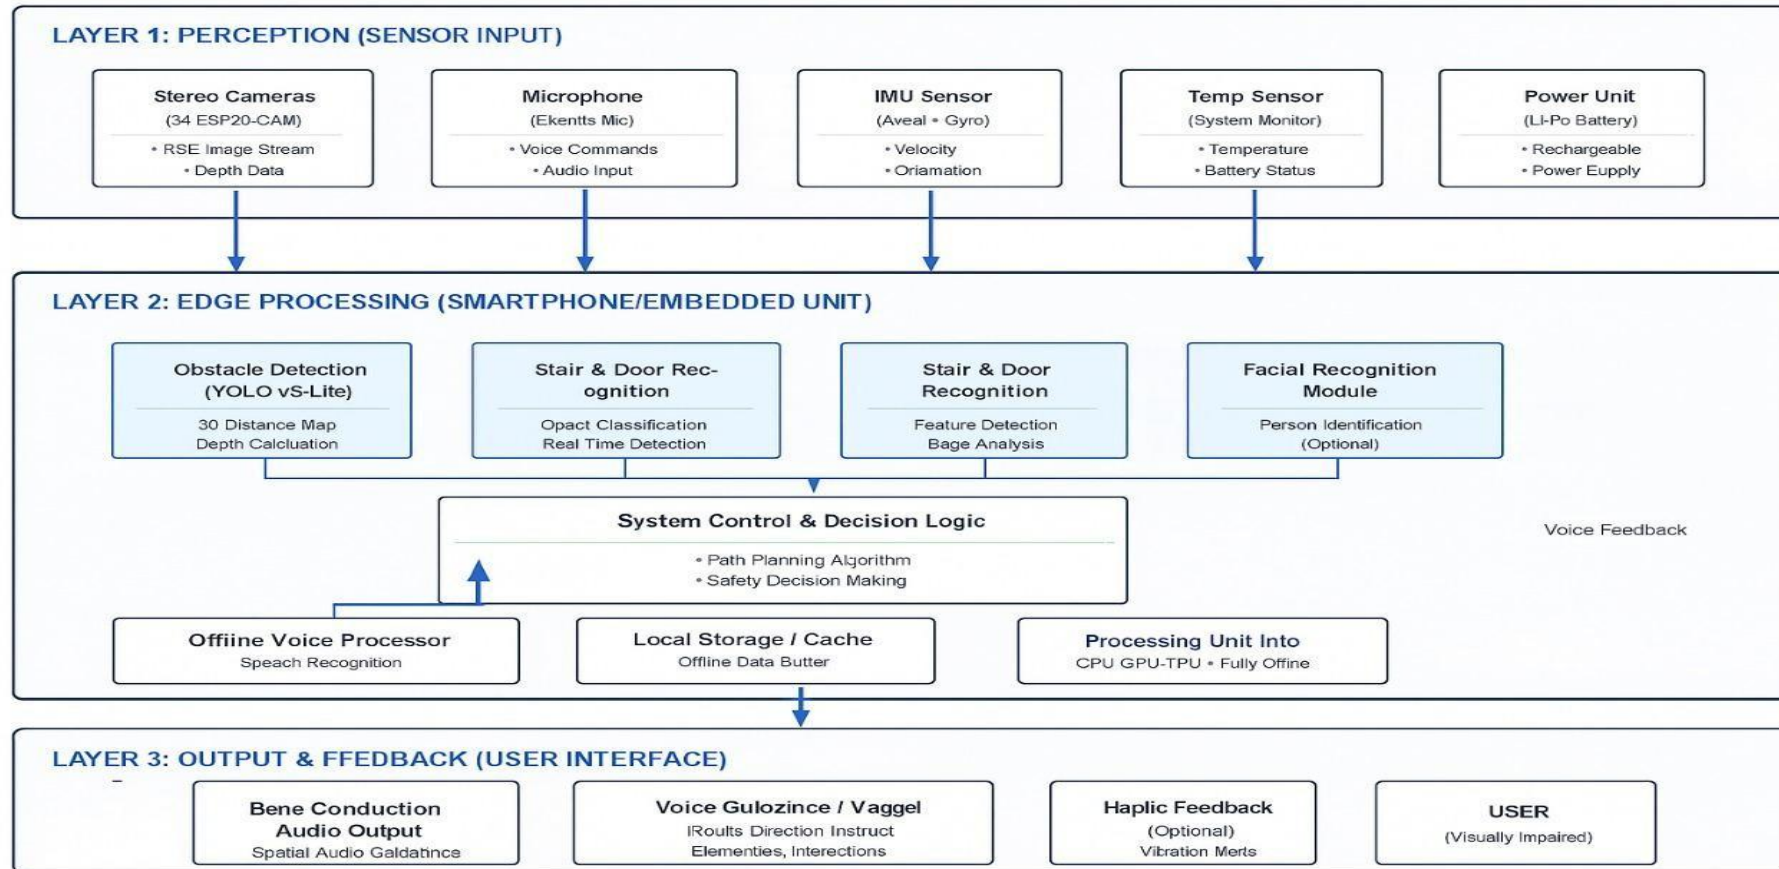 LAYER 1: PERCEPTION (SENSOR INPUT)
Stereo Cameras
(34 ESP20-CAM)
• RSE Image Stream
• Depth Data
Microphone
(Ekentts Mic)
• Voice Commands
• Audio Input
IMU Sensor
(Aveal • Gyro)
• Velocity
• Oriamation
Temp Sensor
(System Monitor)
• Temperature
• Battery Status
Power Unit
(LI-Po Battery)
• Rechargeable
• Power Eupply
LAYER 2: EDGE PROCESSING (SMARTPHONE/EMBEDDED UNIT)
Obstacle Detection
(YOLO vS-Lite)
30 Distance Map
Depth Calcluation
Stair & Door Rec-
ognition
Opact Classification
Real Time Detection
Stair & Door
Recognition
Feature Detection
Bage Analysis
Facial Recognition
Module
Person Identification
(Optional)
System Control & Decision Logic
• Path Planning Algorithm
• Safety Decision Making
Voice Feedback
Offiine Voice Processor
Speach Recognition
Local Storage / Cache
Offline Data Butter
Processing Unit Into
CPU GPU-TPU • Fully Offine
LAYER 3: OUTPUT & FFEDBACK (USER INTERFACE)
Bene Conduction
Audio Output
Spatial Audio Galdatince
Voice Gulozince / Vaggel
IRoults Direction Instruct
Elementies, Interections
Haplic Feedback
(Optional)
Vibration Merts
USER
(Visually Impaired)